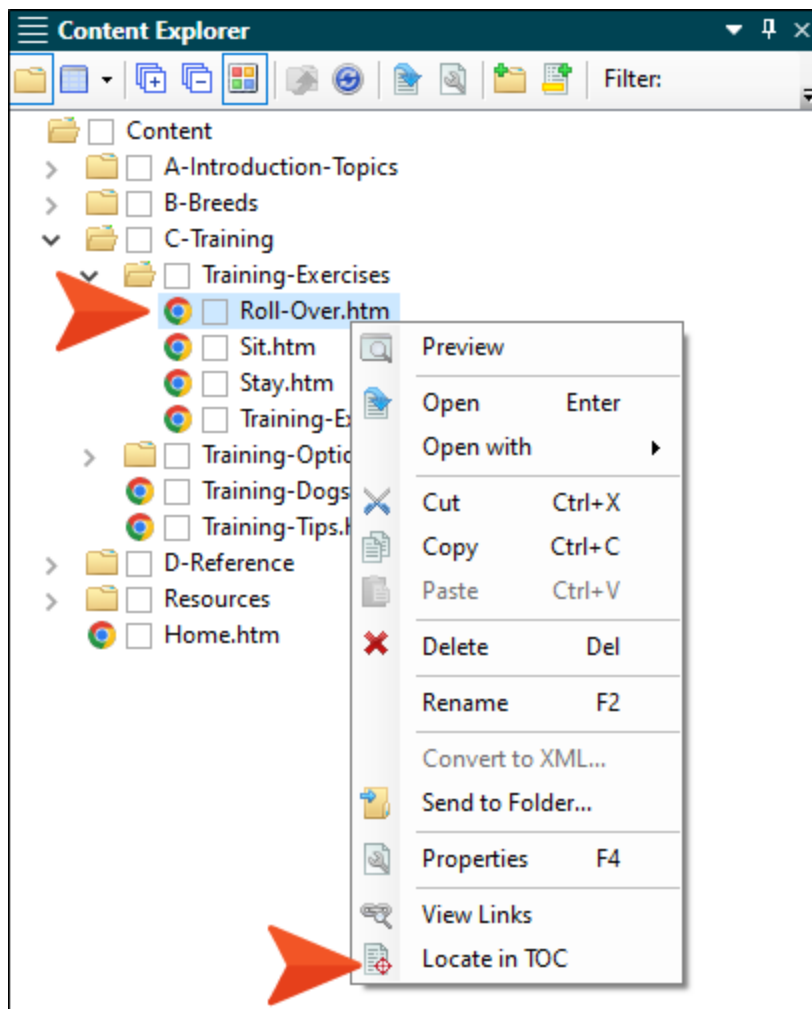 Content Explorer
Filter:
Content
A-Introduction-Topics
B-Breeds
C-Training
Training-Exercises
Roll-Over.htm
Sit.htm
Stay.htm
Training-Ex
Training-Optic
Training-Dogs
Training-Tips.h
D-Reference
Resources
Home.htm
Preview
Open Enter
Open with
Cut Ctrl+X
Copy Ctrl+C
Paste Ctrl+V
Delete Del
Rename F2
Convert to XML...
Send to Folder...
Properties F4
View Links
Locate in TOC